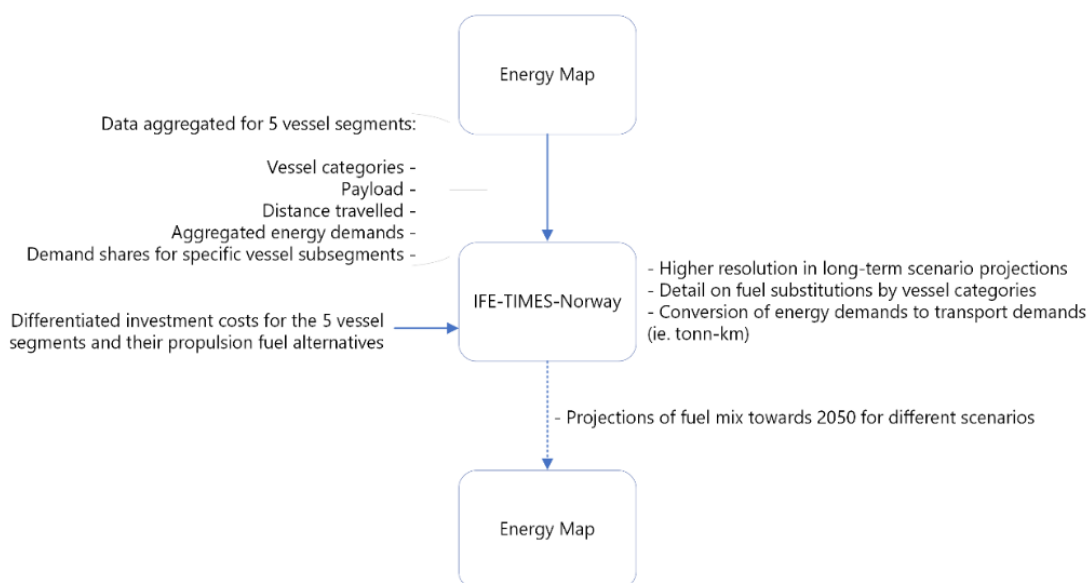 Energy Map
Data aggregated for 5 vessel segments:
Vessel categories -
Payload -
Distance travelled -
Aggregated energy demands -
Demand shares for specific vessel subsegments -
IFE-TIMES-Norway
- Higher resolution in long-term scenario projections
- Detail on fuel substitutions by vessel categories
- Conversion of energy demands to transport demands
(ie. tonn-km)
Differentiated investment costs for the 5 vessel
segments and their propulsion fuel alternatives
- Projections of fuel mix towards 2050 for different scenarios
Energy Map